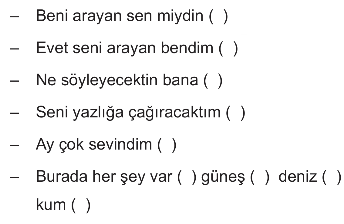 – Beni arayan sen miydin ( )
– Evet seni arayan bendim ( )
– Ne söyleyecektin bana ( )
– Seni yazlığa çağıracaktım ( )
– Ay çok sevindim ( )
– Burada her şey var ( ) güneş ( ) deniz ( )
kum ( )